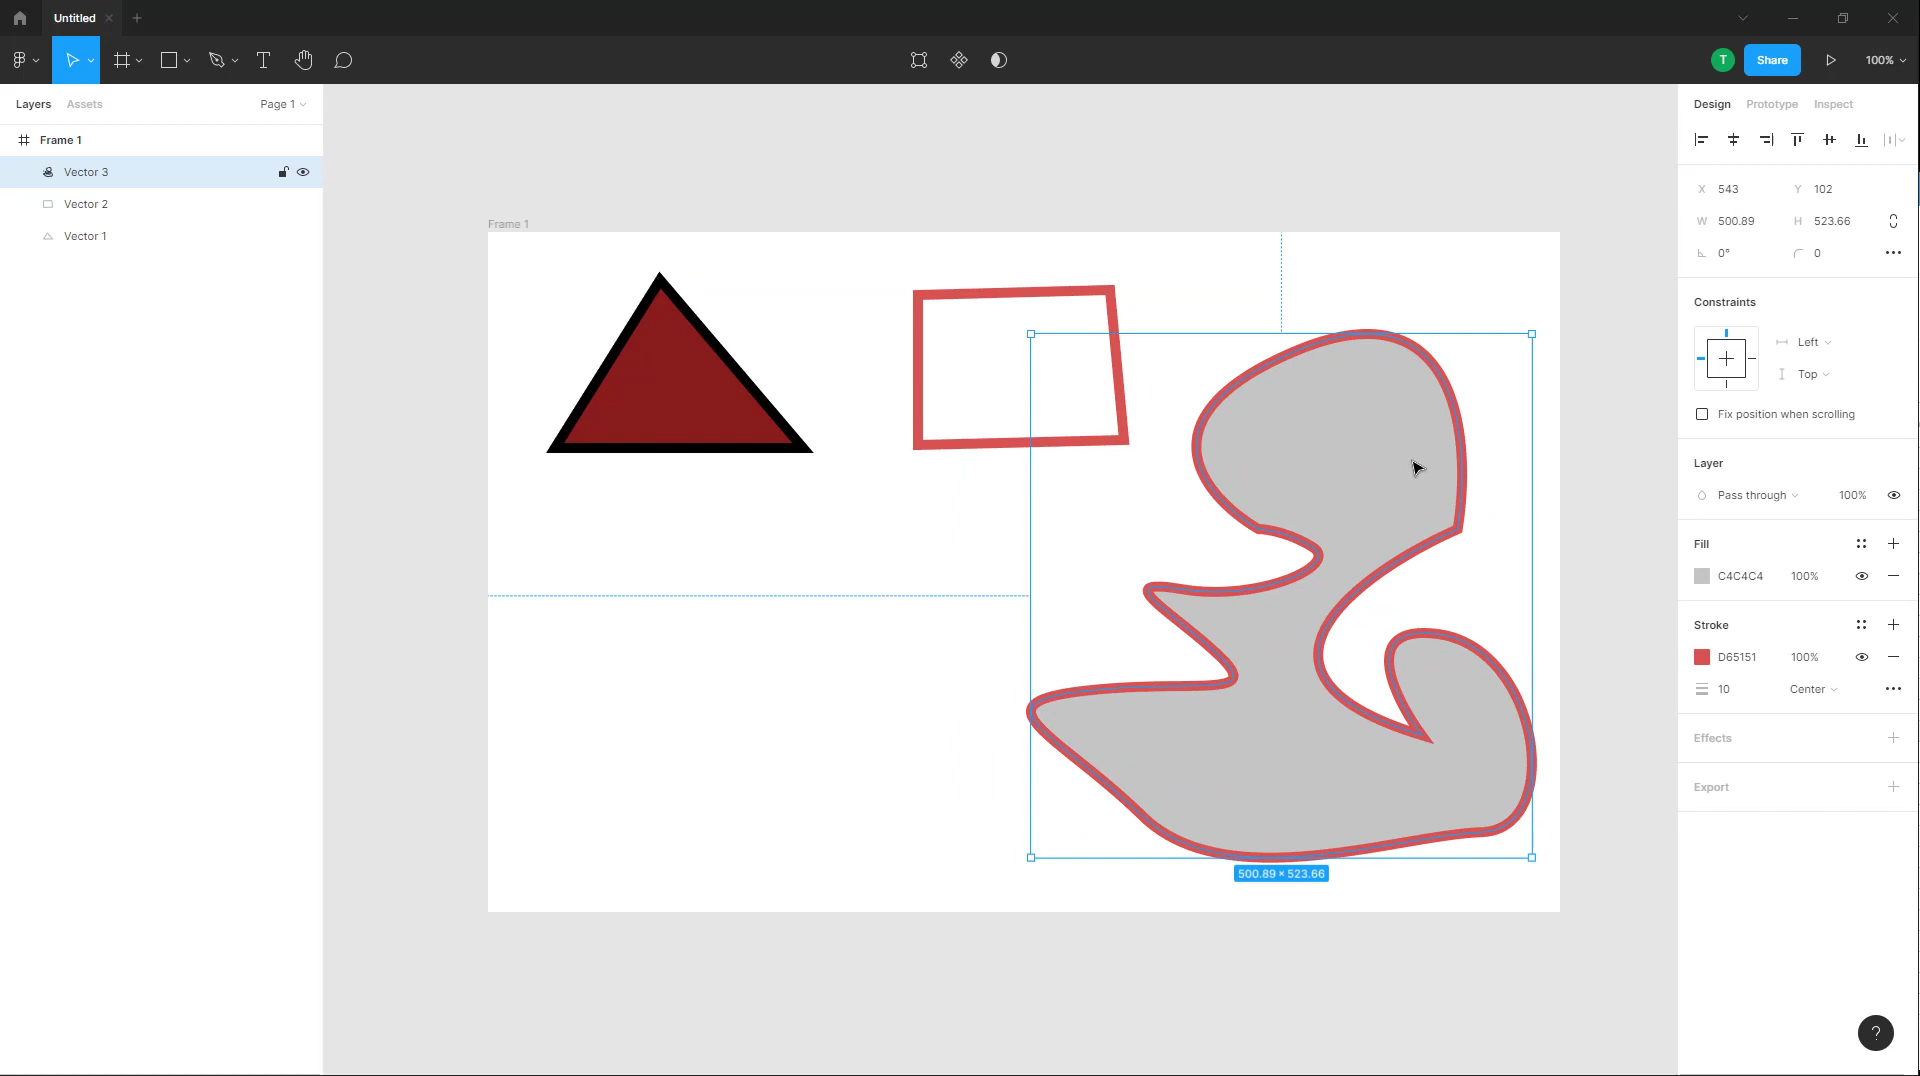 Untitled
T
Share
100%
Layers Assets Page 1
Frame 1
Vector 3
Vector 2
Vector 1
Frame 1
500.89 × 523.66
Design Prototype Inspect
X 543 Y 102
W 500.89 H 523.66
0° 0
Constraints
Left
Top
Fix position when scrolling
Layer
Pass through 100%
Fill
C4C4C4 100%
Stroke
D65151 100%
10 Center
Effects
Export
?